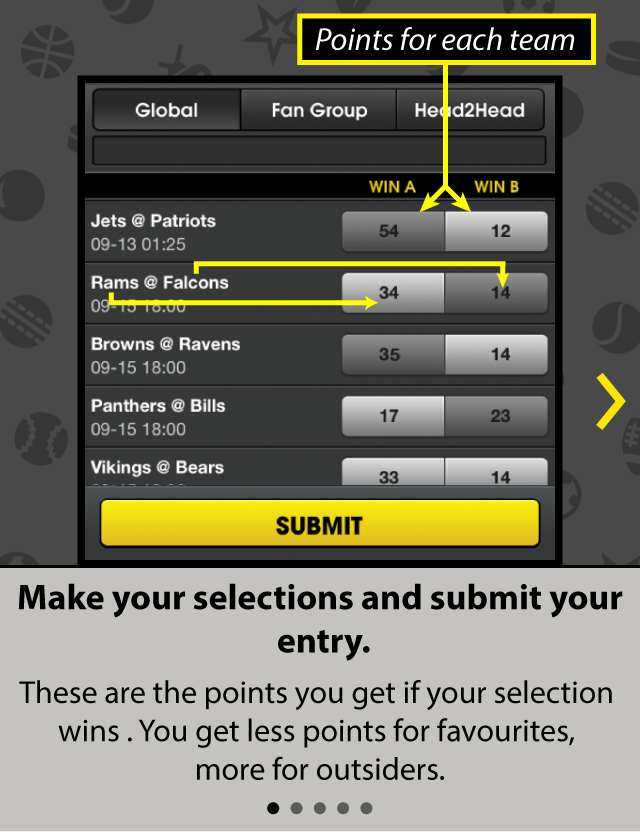 Points for each team
Global Fan Group Head2Head
WIN A WIN B
Jets @ Patriots
09-13 01:25
54 12
Rams @ Falcons
09-15 18:00
34 14
Browns @ Ravens
09-15 18:00
35 14
Panthers @ Bills
09-15 18:00
17 23
Vikings @ Bears
33 14
SUBMIT
Make your selections and submit your
entry.
These are the points you get if your selection
wins . You get less points for favourites,
more for outsiders.